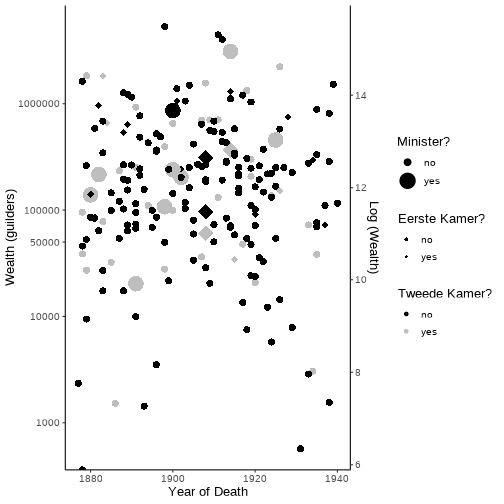 Wealth (guilders)
1000000
100000
50000
10000
1000
14
12
10
8
6
Log (Wealth)
1880
1900
1920
1940
Year of Death
Minister?
no
yes
Eerste Kamer?
no
yes
Tweede Kamer?
no
yes